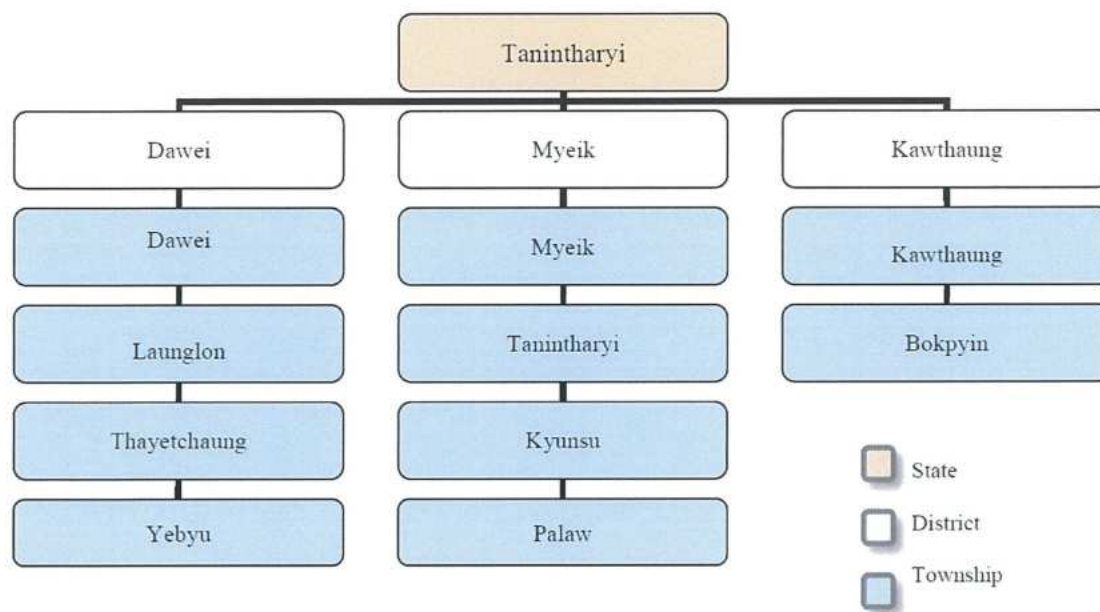 Tanintharyi
Dawei
Myeik
Kawthaung
Dawei
Myeik
Kawthaung
Launglon
Tanintharyi
Bokpyin
Thayetchaung
Kyunsu
Yebyu
Palaw
State
District
Township